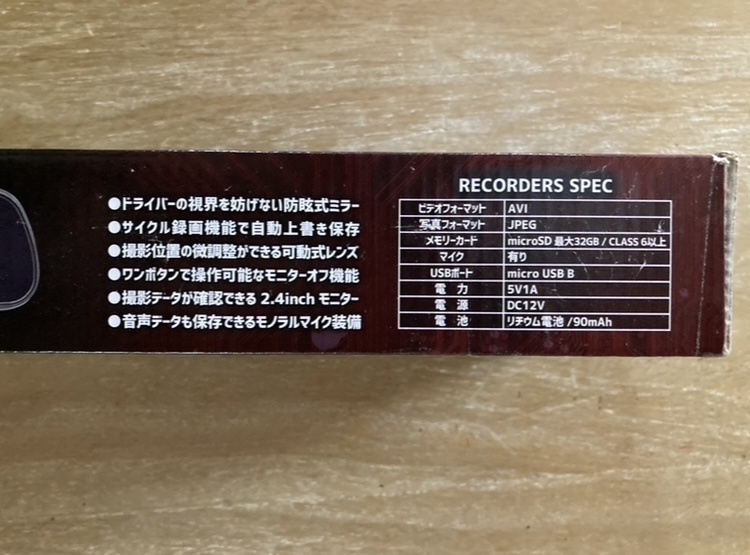 ●ドライバーの視界を妨げない防眩式ミラー
●サイクル録画機能で自動上書き保存
●撮影位置の微調整ができる可動式レンズ
●ワンボタンで操作可能なモニターオフ機能
●撮影データが確認できる 2.4inch モニター
●音声データも保存できるモノラルマイク装備
RECORDERS SPEC
ビデオフォーマット AVI
写真フォーマット JPEG
メモリーカード microSD 最大32GB / CLASS 6以上
マイク 有り
USBポート micro USB B
電力 5V1A
電源 DC12V
電池 リチウム電池 /90mAh